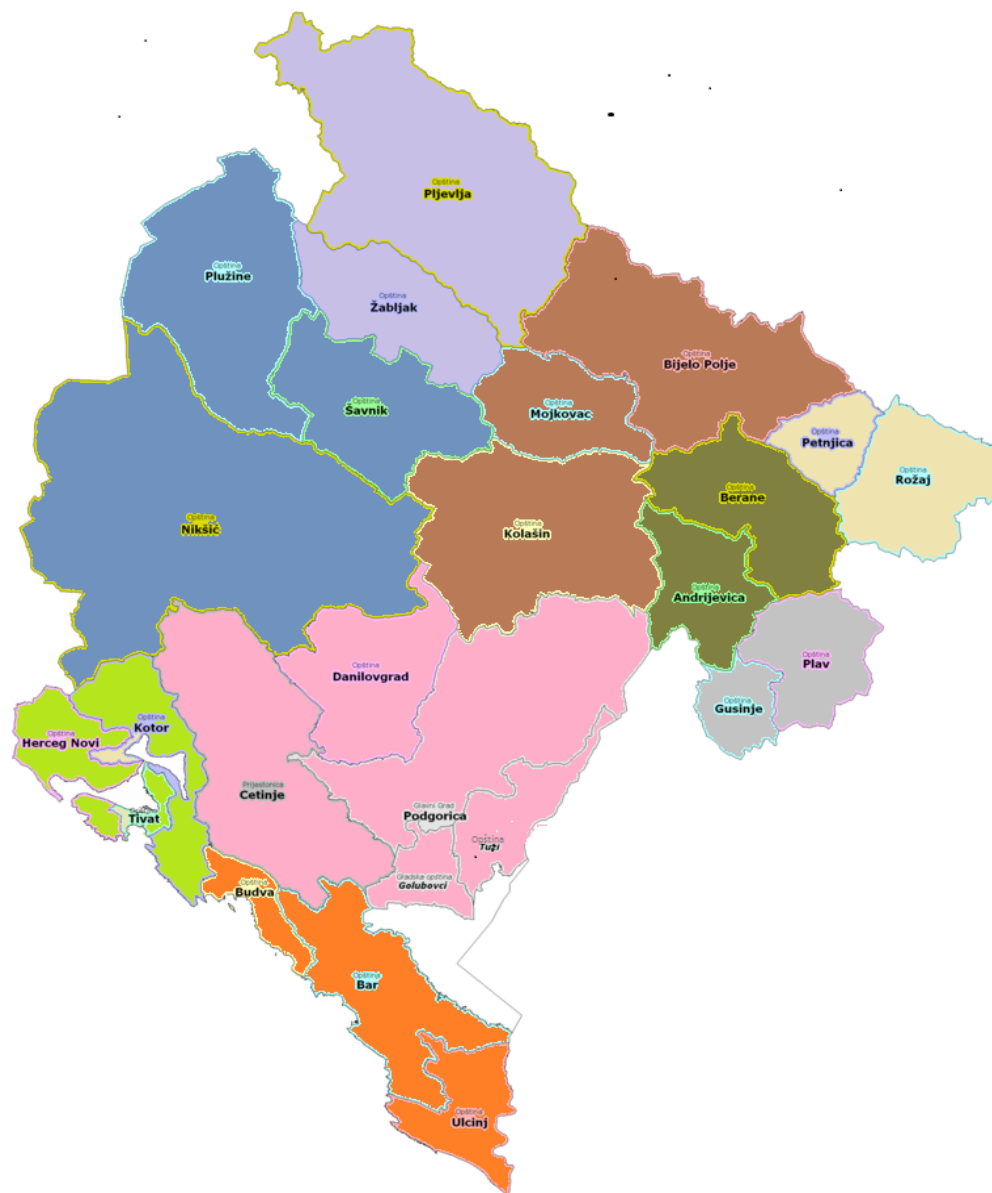 Opština
Pljevlja
Opština
Plužine
Opština
Žabljak
Opština
Bijelo Polje
Opština
Šavnik
Opština
Mojkovac
Opština
Petnjica
Opština
Rožaj
Opština
Berane
Opština
Nikšić
Opština
Kolašin
Opština
Andrijevica
Opština
Plav
Opština
Danilovgrad
Opština
Gusinje
Opština
Kotor
Opština
Herceg Novi
Prijestonica
Cetinje
Glavni Grad
Podgorica
Opština
Tivat
Opština
Tuzi
Gradska opština
Golubovci
Opština
Budva
Opština
Bar
Opština
Ulcinj